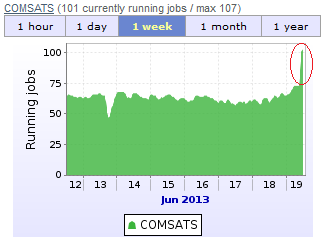 COMSATS (101 currently running jobs / max 107)
1 hour 1 day 1 week 1 month 1 year
Running jobs
100
75
50
25
0
12 13 14 15 16 17 18 19
Jun 2013
COMSATS